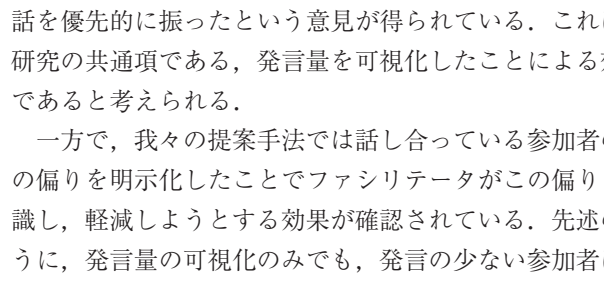 話を優先的に振ったという意見が得られている．これ
研究の共通項である，発言量を可視化したことによる
であると考えられる．
一方で，我々の提案手法では話し合っている参加者
の偏りを明示化したことでファシリテータがこの偏り
識し，軽減しようとする効果が確認されている．先述
うに，発言量の可視化のみでも，発言の少ない参加者